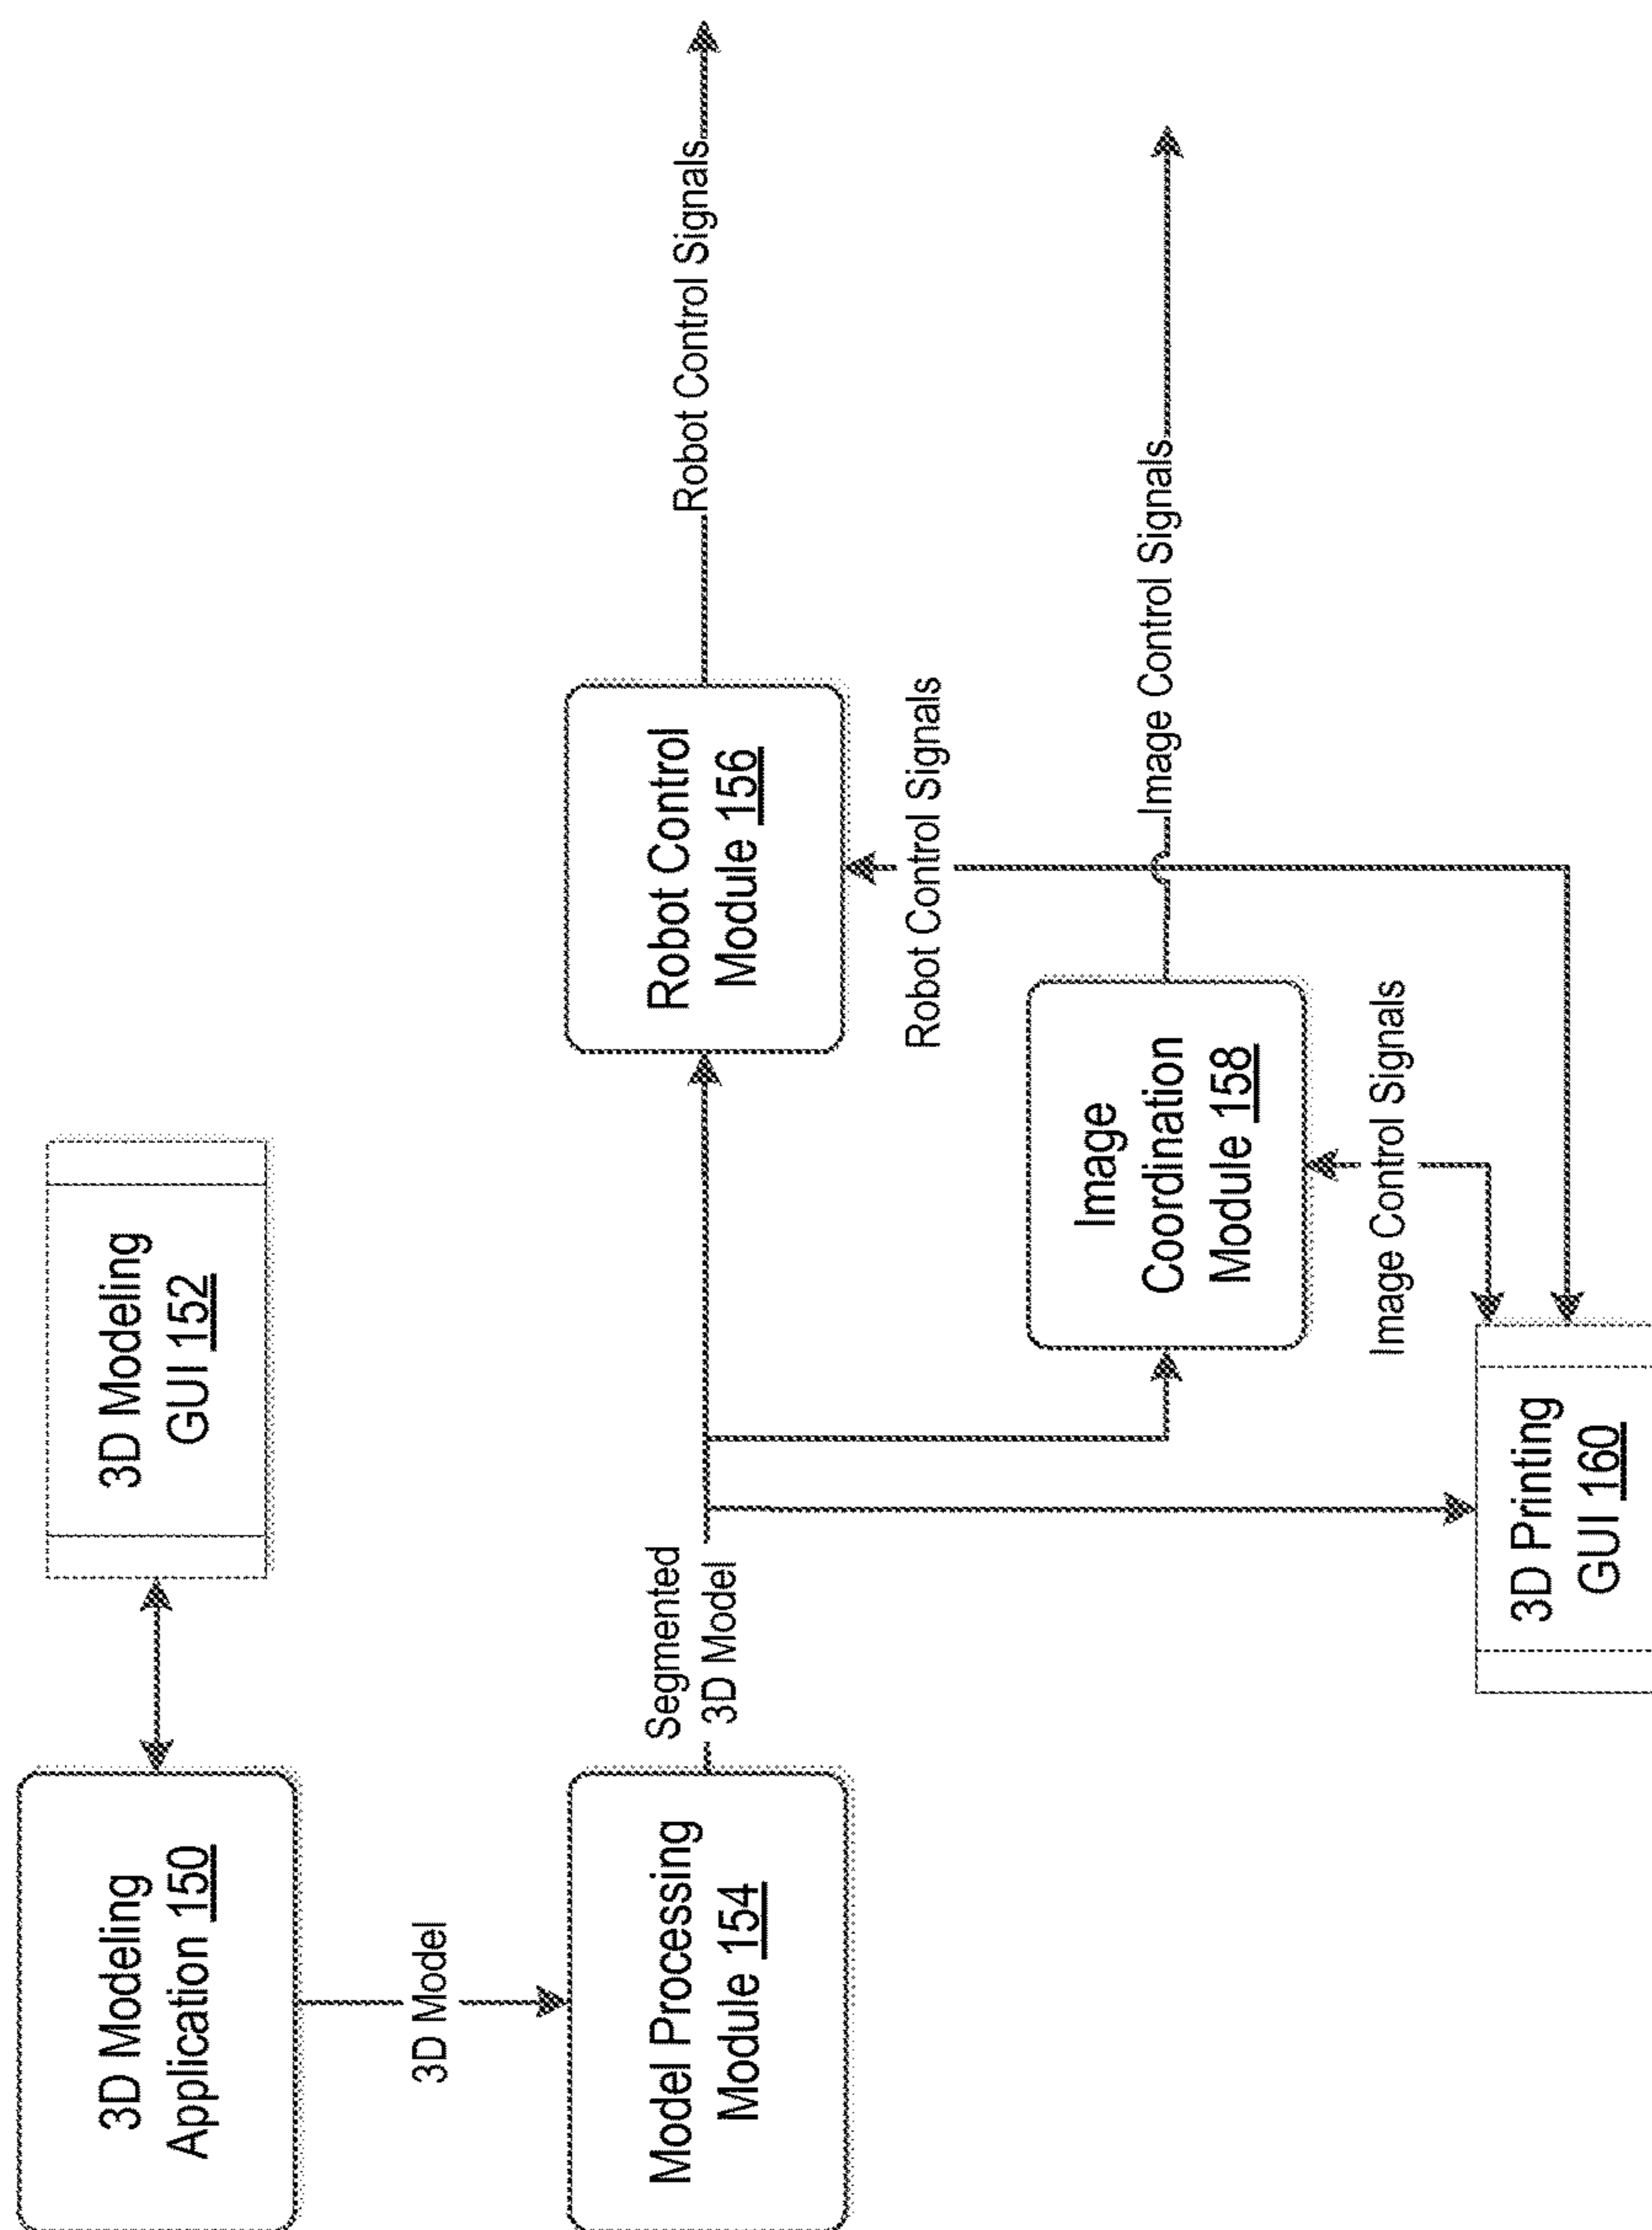 3D Modeling
Application 150
3D Modeling
GUI 152
3D Model
Model Processing
Module 154
Segmented
3D Model
Robot Control
Module 156
Robot Control Signals
Robot Control Signals
Image
Coordination
Module 158
Image Control Signals
Image Control Signals
3D Printing
GUI 160